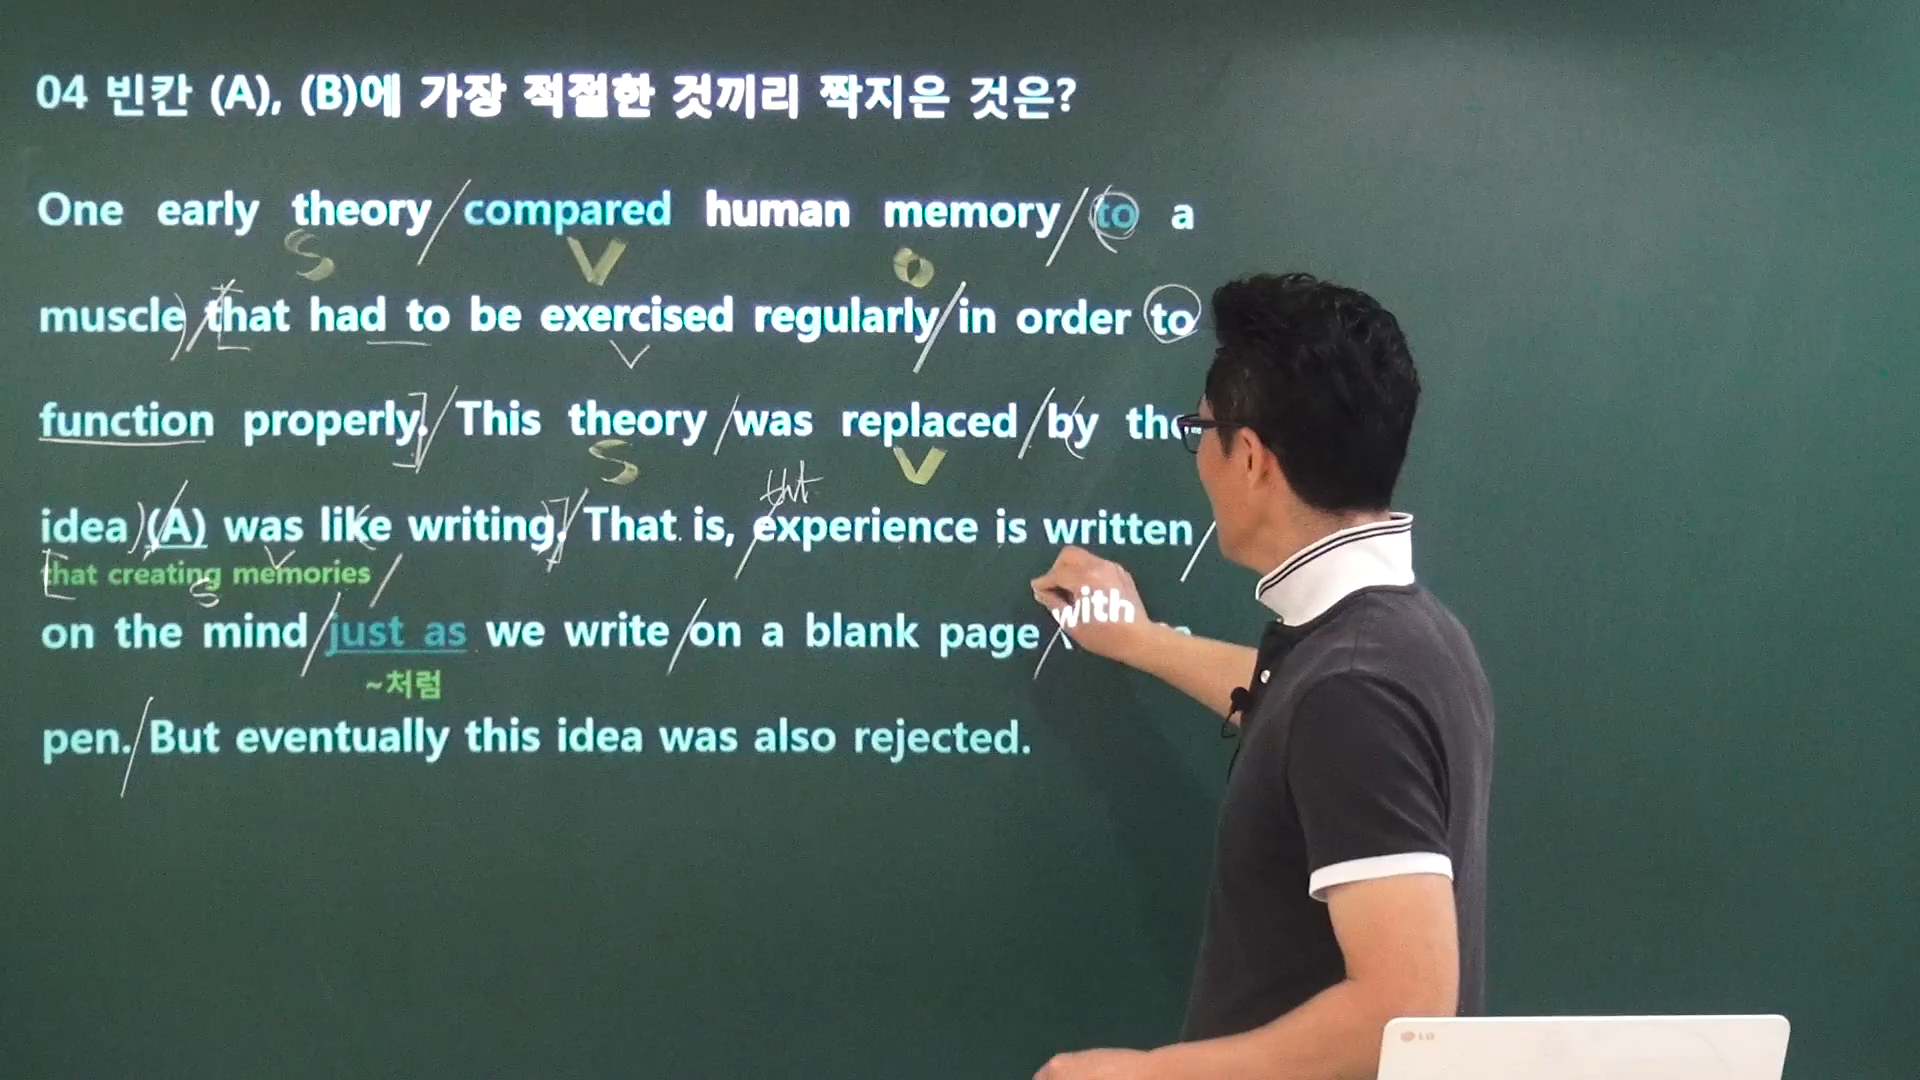 04 빈칸 (A), (B)에 가장 적절한 것끼리 짝지은 것은?
One early theory compared human memory to a
S V O
muscle that had to be exercised regularly in order to
V
function properly. This theory was replaced by the
S V
that
idea (A) was like writing. That is, experience is written
that creating memories
S V
on the mind just as we write on a blank page with
~처럼
pen. But eventually this idea was also rejected.
LG